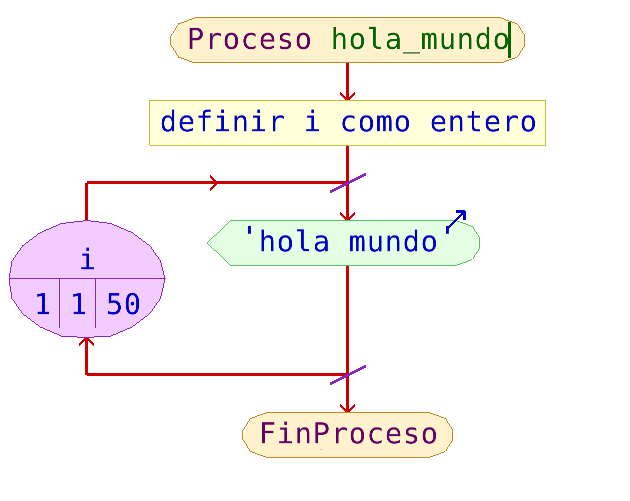 Proceso hola_mundo
definir i como entero
'hola mundo'
i
1 1 50
FinProceso